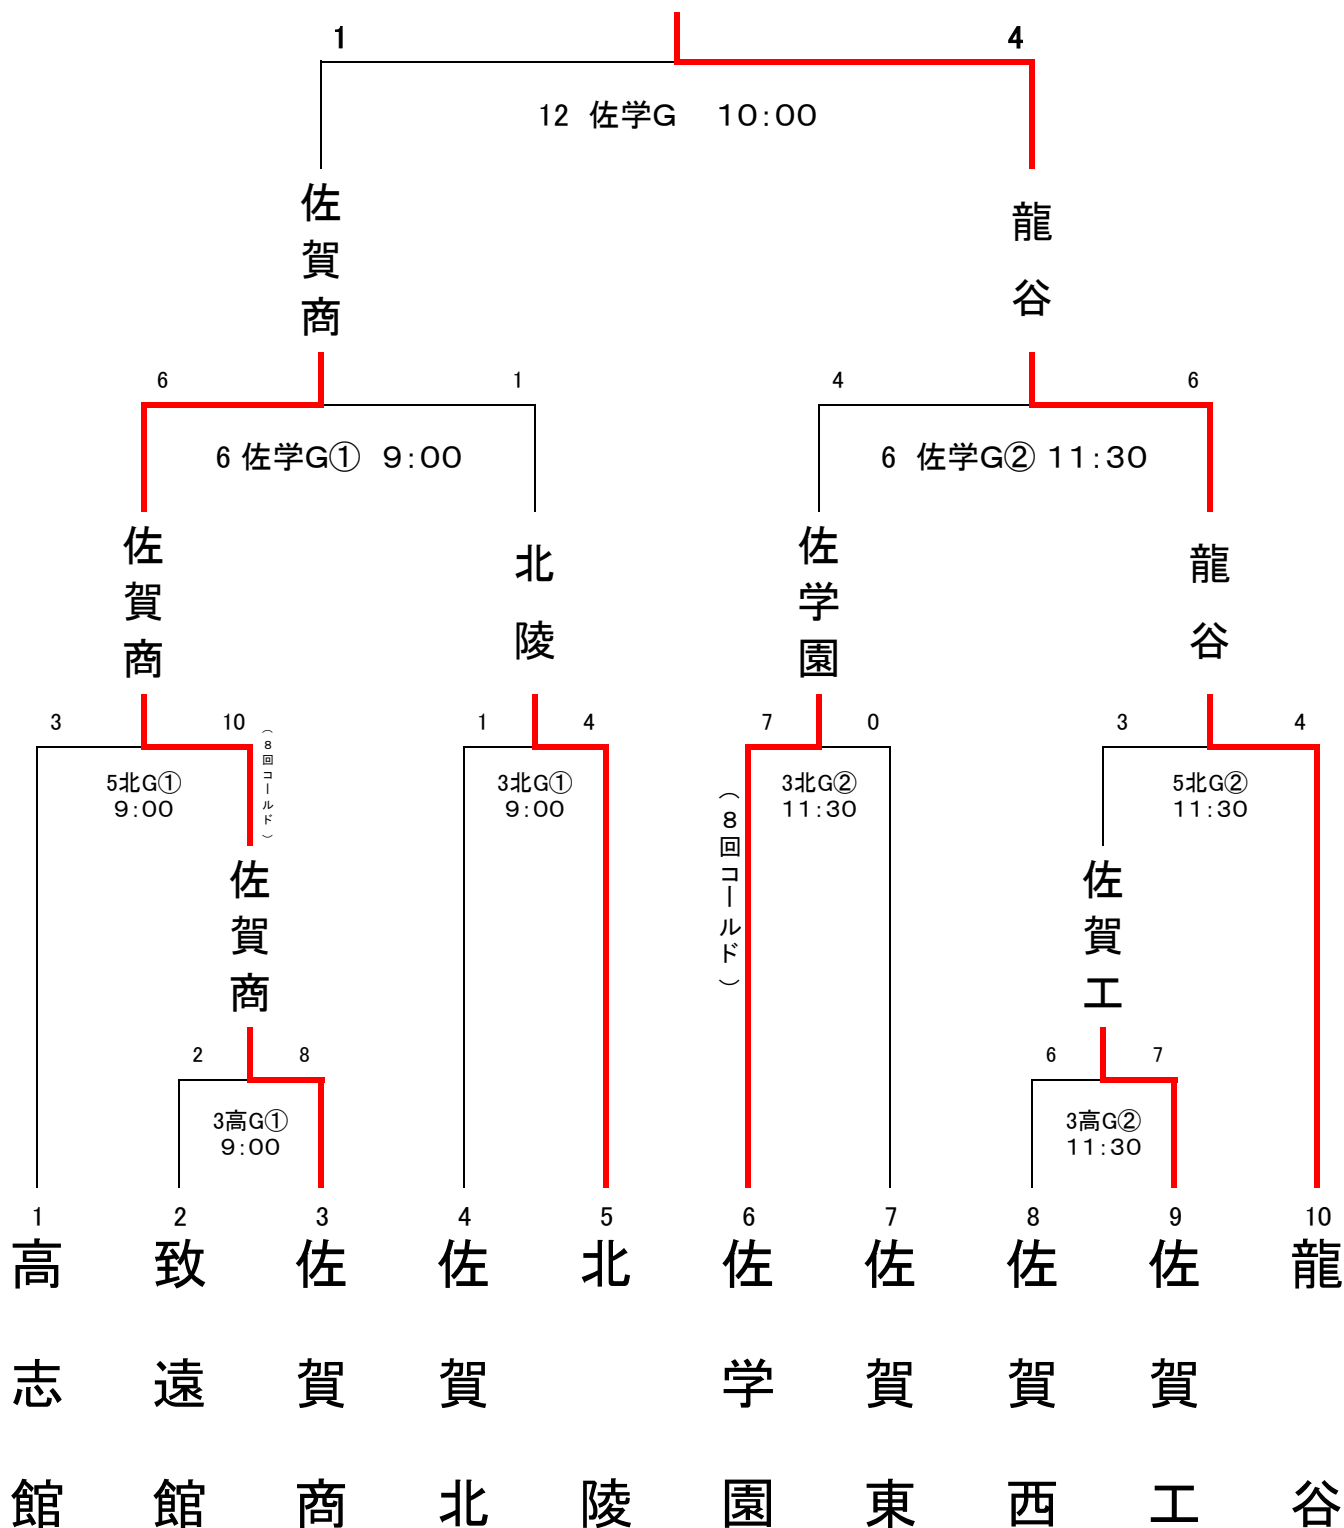 1 4
12 佐学G 10:00
佐賀商
龍谷
6 1 4 6
6 佐学G① 9:00
6 佐学G② 11:30
佐賀商
北陵
佐学園
龍谷
3 10 1 4 7 0 3 4
(8回コールド)
5北G①
9:00
3北G①
9:00
(8回コールド)
3北G②
11:30
5北G②
11:30
佐賀商
佐賀工
2 8 6 7
3高G①
9:00
3高G②
11:30
1 2 3 4 5 6 7 8 9 10
高志館
致遠館
佐賀商
佐賀北
北陵
佐学園
佐賀東
佐賀西
佐賀工
龍谷